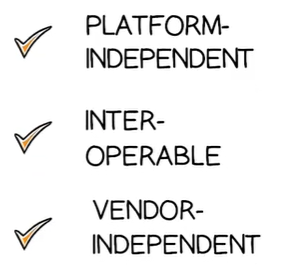 PLATFORM-
INDEPENDENT
INTER-
OPERABLE
VENDOR-
INDEPENDENT